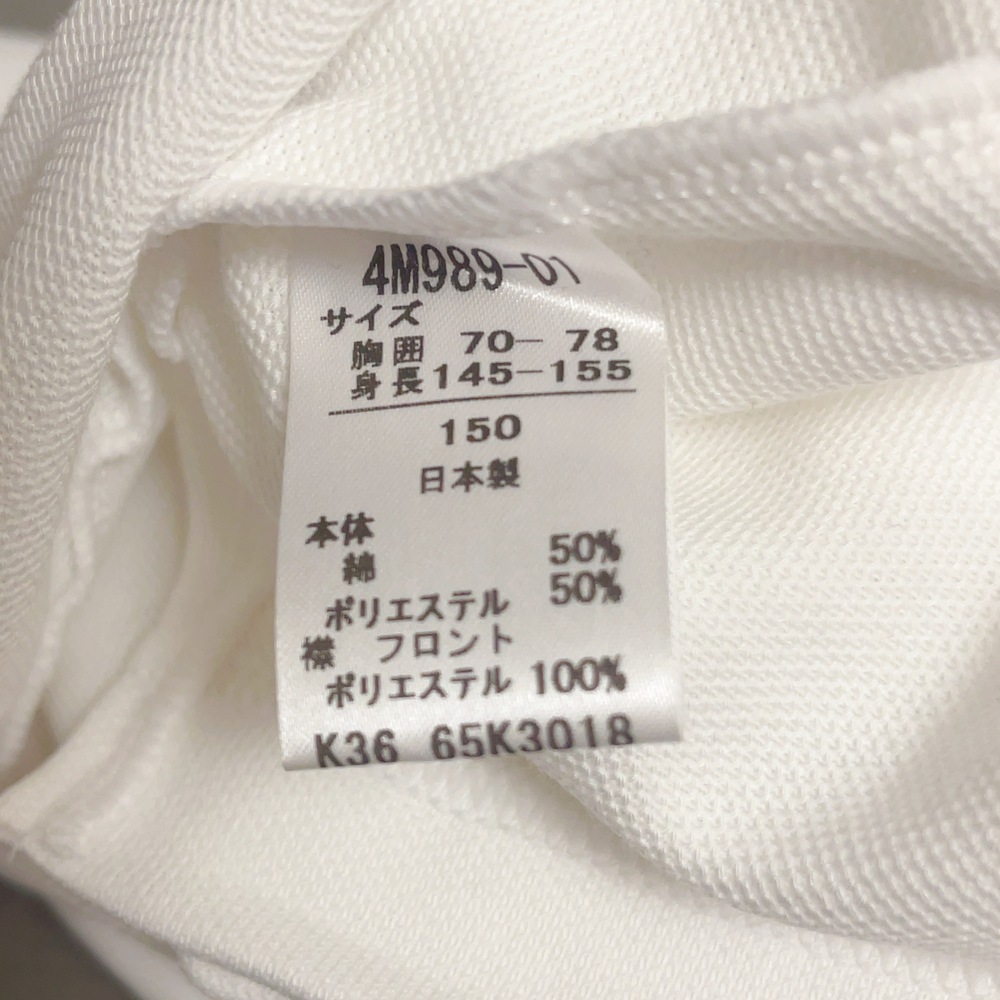 4M989-01
サイズ
胸囲 70- 78
身長145-155
150
日本製
本体
綿 50%
ポリエステル 50%
襟 フロント
ポリエステル 100%
K36 65K3018